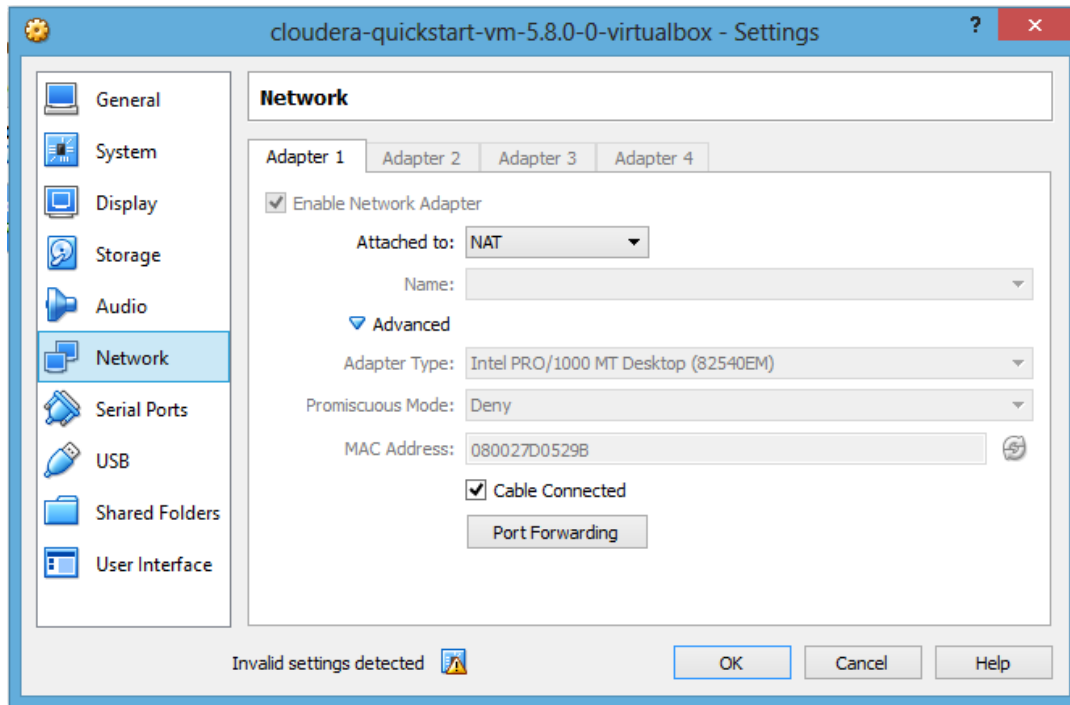 cloudera-quickstart-vm-5.8.0-0-virtualbox - Settings
?
General
System
Display
Storage
Audio
Network
Serial Ports
USB
Shared Folders
User Interface
Network
Adapter 1 Adapter 2 Adapter 3 Adapter 4
Enable Network Adapter
Attached to: NAT
Name:
Advanced
Adapter Type: Intel PRO/1000 MT Desktop (82540EM)
Promiscuous Mode: Deny
MAC Address: 080027D0529B
Cable Connected
Port Forwarding
Invalid settings detected
OK Cancel Help